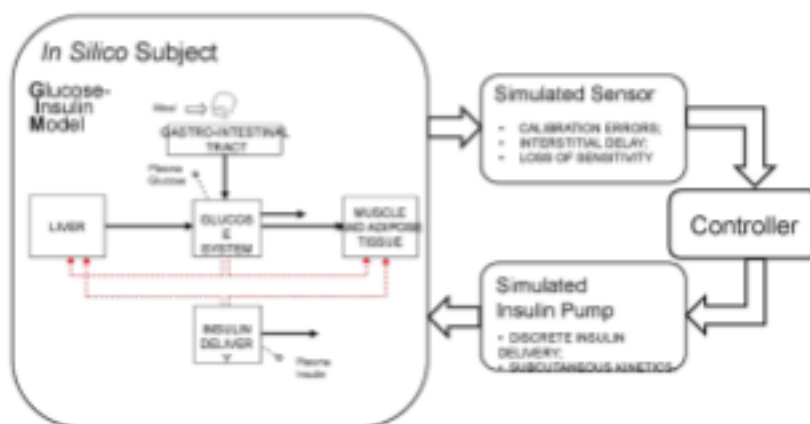 In Silico Subject
Glucose-
Insulin
Model
Meal
GASTRO-INTESTINAL
TRACT
Plasma
Glucose
LIVER
GLUCOS
E
SYSTEM
MUSCLE
AND ADIPOSE
TISSUE
INSULIN
DELIVER
Y
Plasma
Insulin
Simulated Sensor
• CALIBRATION ERRORS;
• INTERSTITIAL DELAY;
• LOSS OF SENSITIVITY
Controller
Simulated
Insulin Pump
• DISCRETE INSULIN
DELIVERY;
• SUBCUTANEOUS KINETICS